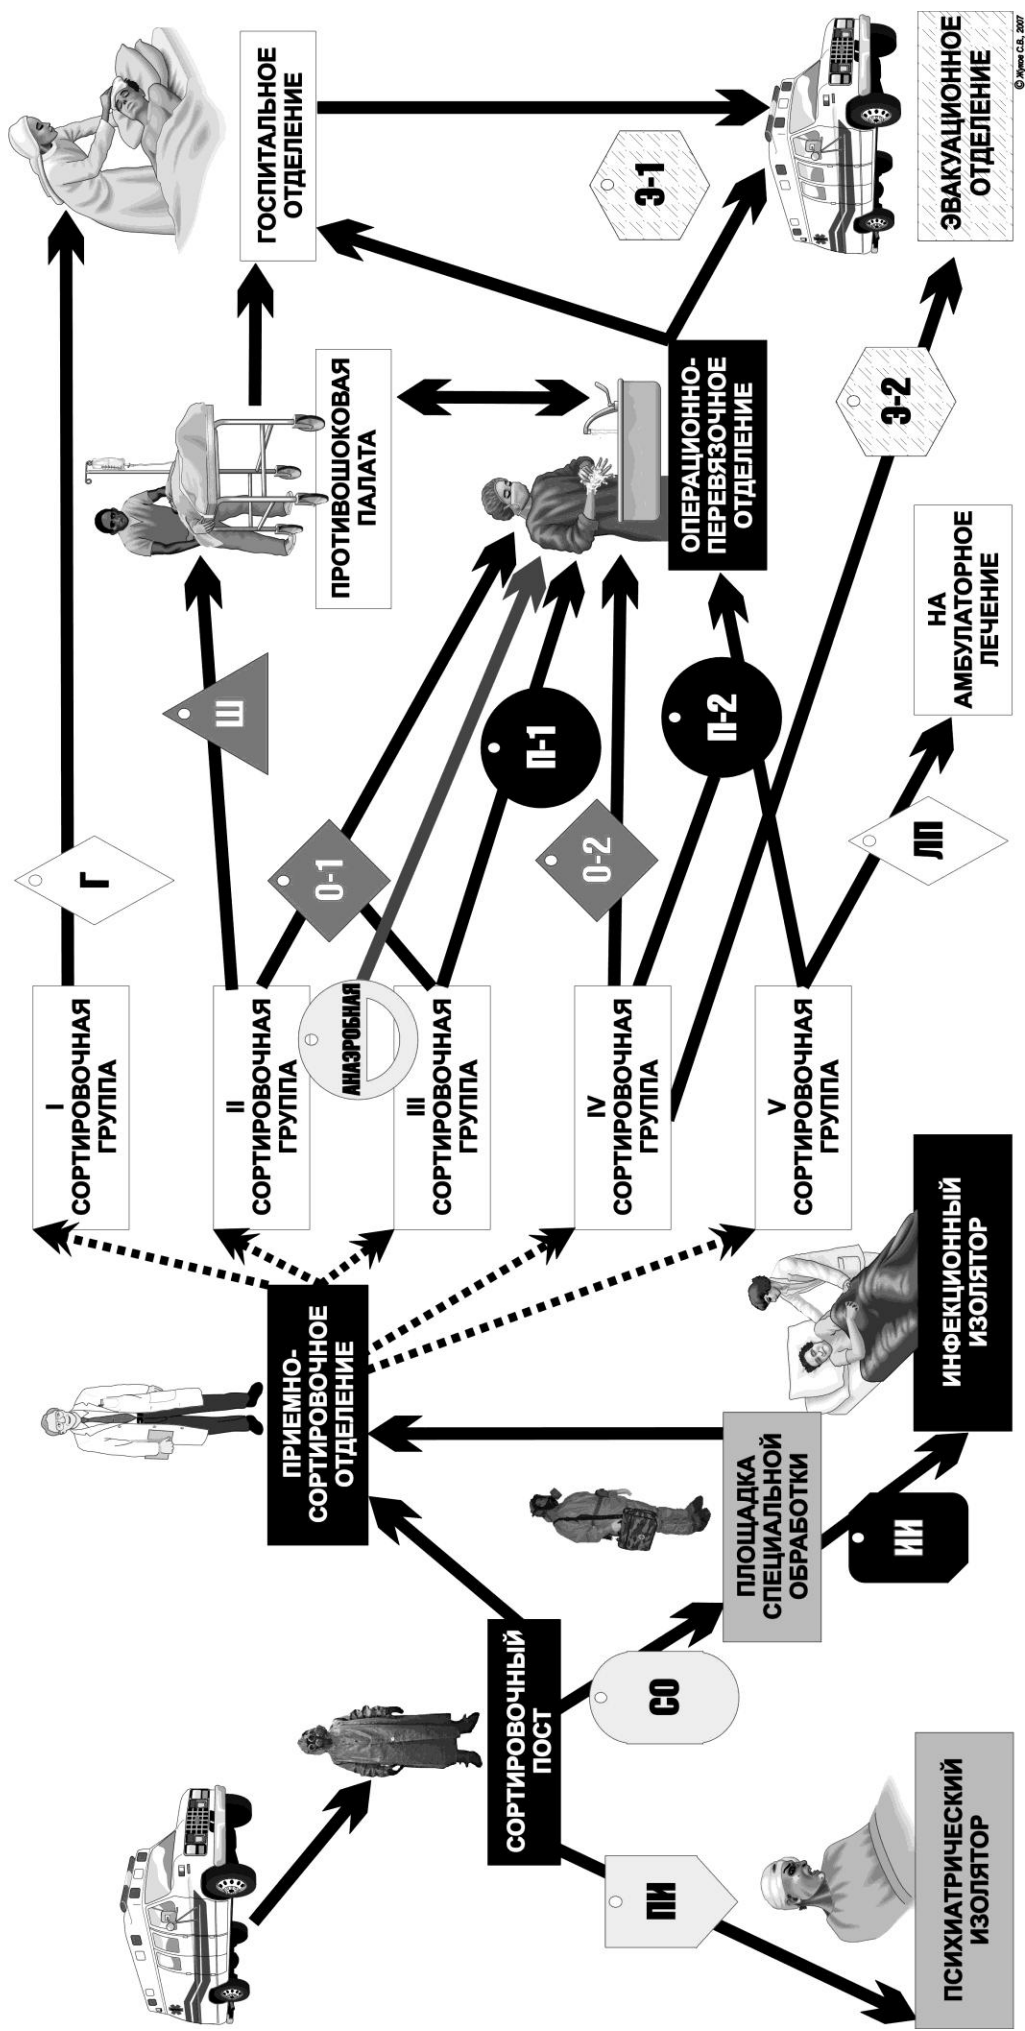 СОРТИРОВОЧНЫЙ
ПОСТ
ПИ
ПСИХИАТРИЧЕСКИЙ
ИЗОЛЯТОР
СО
ПЛОЩАДКА
СПЕЦИАЛЬНОЙ
ОБРАБОТКИ
ИИ
ИНФЕКЦИОННЫЙ
ИЗОЛЯТОР
ПРИЕМНО-
СОРТИРОВОЧНОЕ
ОТДЕЛЕНИЕ
I
СОРТИРОВОЧНАЯ
ГРУППА
II
СОРТИРОВОЧНАЯ
ГРУППА
АНАЭРОБНАЯ
III
СОРТИРОВОЧНАЯ
ГРУППА
IV
СОРТИРОВОЧНАЯ
ГРУППА
V
СОРТИРОВОЧНАЯ
ГРУППА
Г
Ш
О-1
П-1
О-2
П-2
ЛП
НА
АМБУЛАТОРНОЕ
ЛЕЧЕНИЕ
ПРОТИВОШОКОВАЯ
ПАЛАТА
ОПЕРАЦИОННО-
ПЕРЕВЯЗОЧНОЕ
ОТДЕЛЕНИЕ
Э-2
Э-1
ГОСПИТАЛЬНОЕ
ОТДЕЛЕНИЕ
ЭВАКУАЦИОННОЕ
ОТДЕЛЕНИЕ
© Жуков С.В., 2007